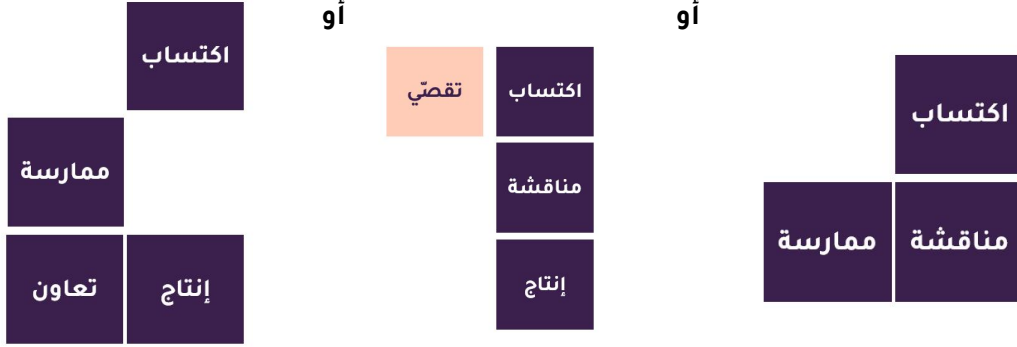 اكتساب
مناقشة ممارسة
أو
اكتساب تقصّي
مناقشة
إنتاج
أو
اكتساب
ممارسة
إنتاج تعاون